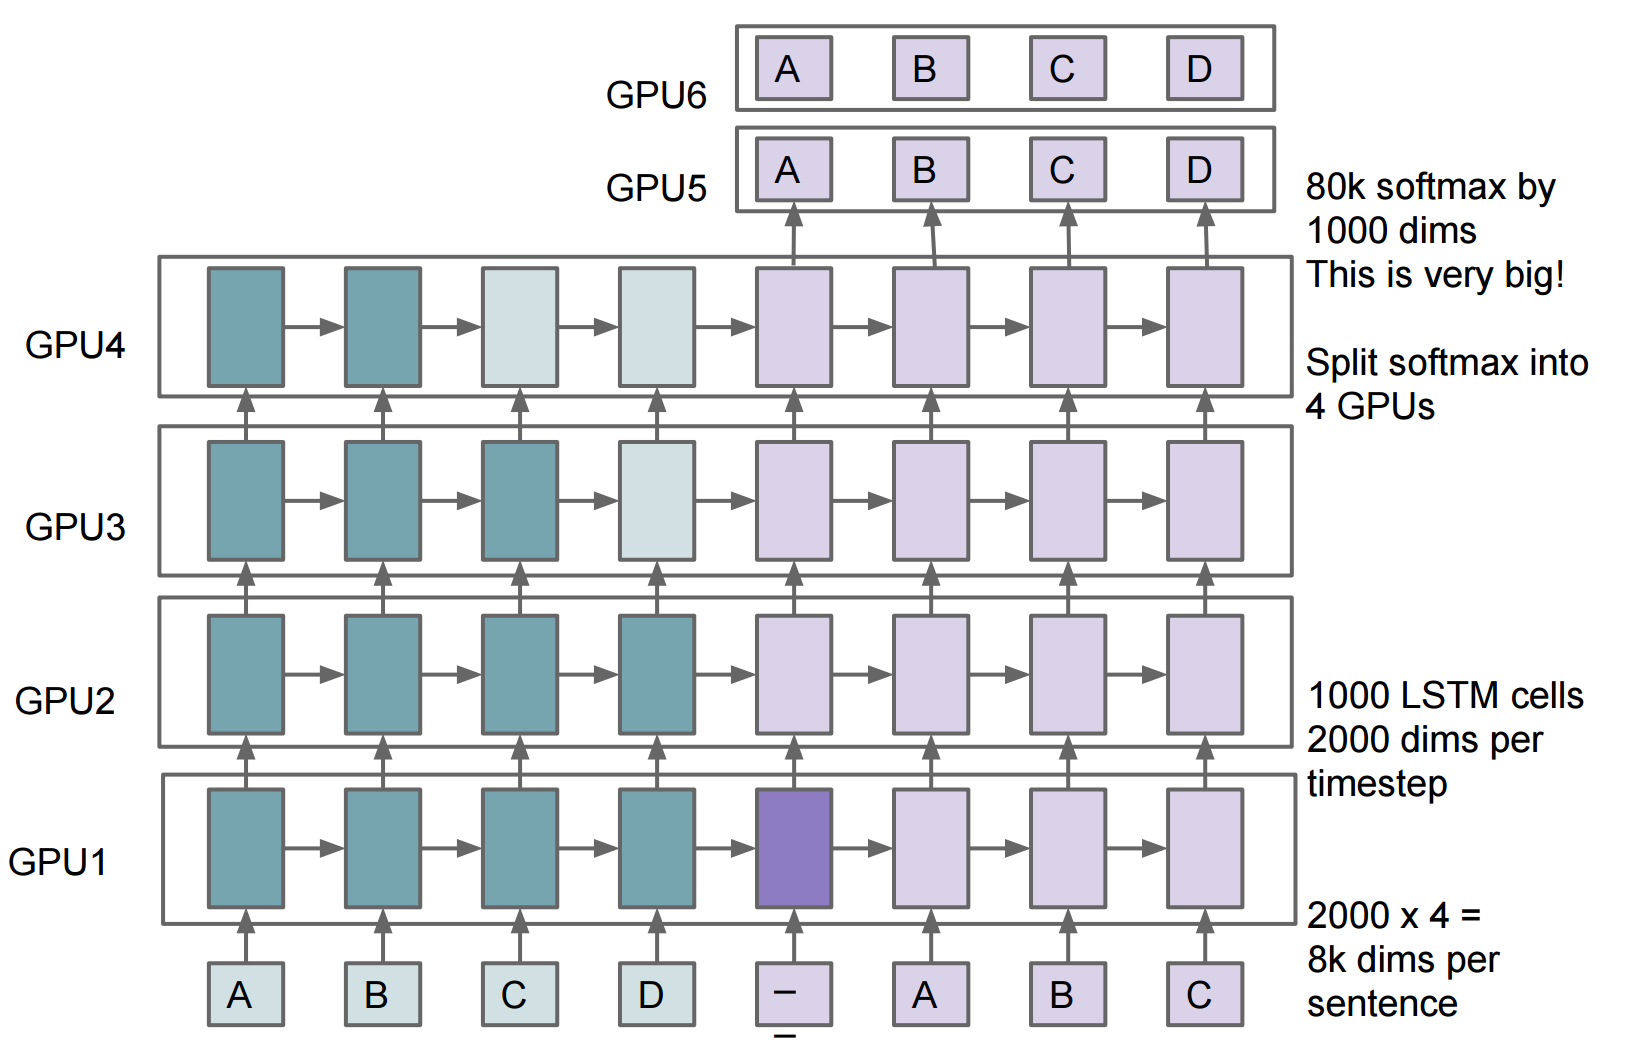 A B C D
GPU6
A B C D
GPU5
80k softmax by
1000 dims
This is very big!
GPU4
Split softmax into
4 GPUs
GPU3
GPU2
1000 LSTM cells
2000 dims per
timestep
GPU1
2000 x 4 =
8k dims per
sentence
A B C D _ A B C
_